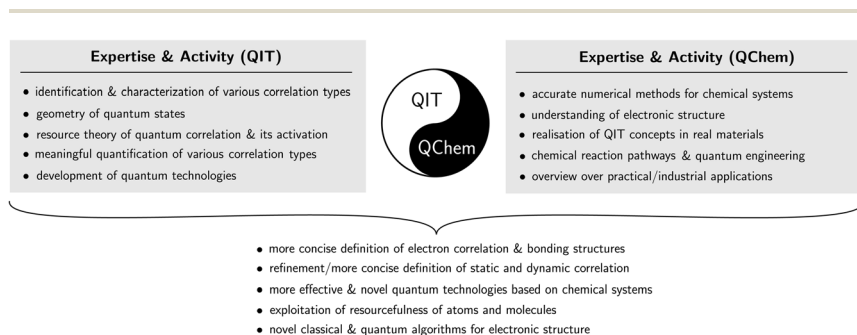 Expertise & Activity (QIT)
• identification & characterization of various correlation types
• geometry of quantum states
• resource theory of quantum correlation & its activation
• meaningful quantification of various correlation types
• development of quantum technologies
QIT
QChem
Expertise & Activity (QChem)
• accurate numerical methods for chemical systems
• understanding of electronic structure
• realisation of QIT concepts in real materials
• chemical reaction pathways & quantum engineering
• overview over practical/industrial applications
• more concise definition of electron correlation & bonding structures
• refinement/more concise definition of static and dynamic correlation
• more effective & novel quantum technologies based on chemical systems
• exploitation of resourcefulness of atoms and molecules
• novel classical & quantum algorithms for electronic structure